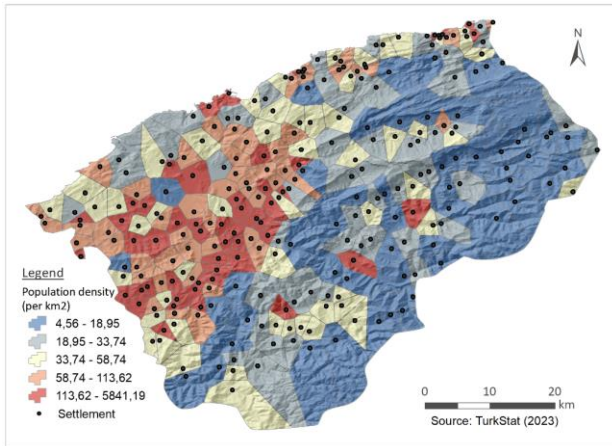 N
Legend
Population density
(per km2)
4,56 - 18,95
18,95 - 33,74
33,74 - 58,74
58,74 - 113,62
113,62 - 5841,19
Settlement
0 10 20
km
Source: TurkStat (2023)